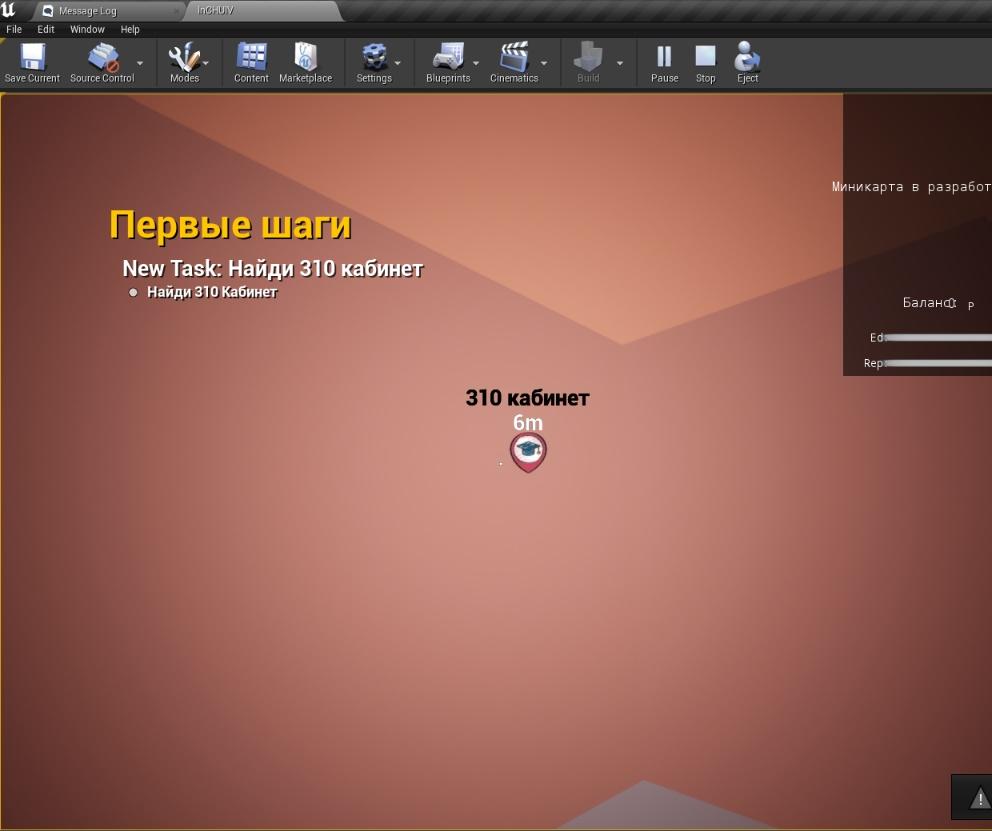 Message Log
InCHUIV
File Edit Window Help
Save Current Source Control Modes Content Marketplace Settings Blueprints Cinematics Build Pause Stop Eject
Миникарта в разработ
Первые шаги
New Task: Найди 310 кабинет
Найди 310 Кабинет
Баланс: 0 Р
Ed:
Rep:
310 кабинет
6m